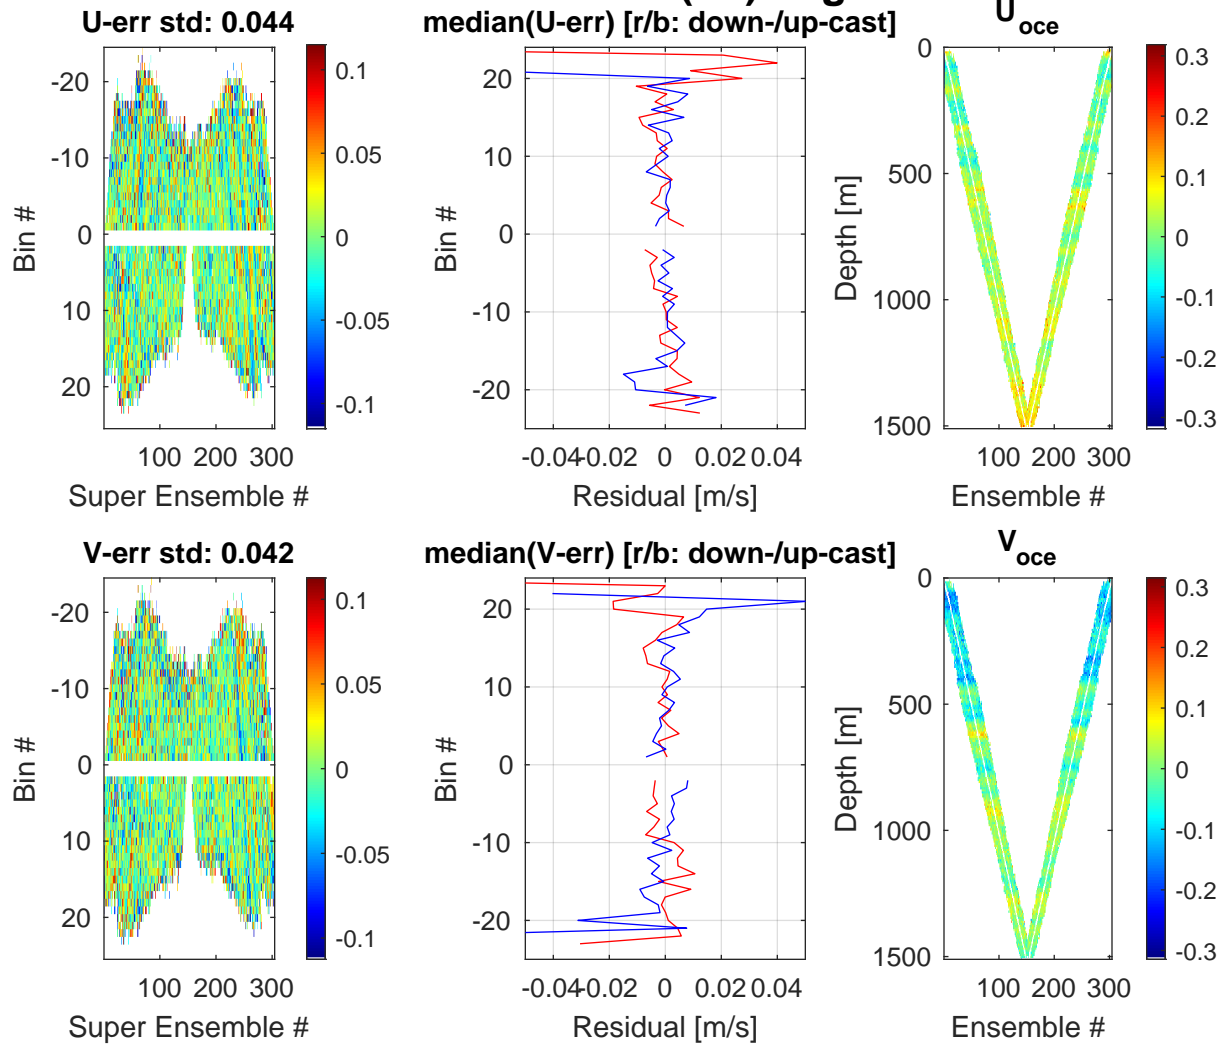 U-err std: 0.044
median(U-err) [r/b: down-/up-cast]
U oce
-20
-10
0
10
20
Bin #
100 200 300
Super Ensemble #
0.1
0.05
0
-0.05
-0.1
20
10
0
-10
-20
Bin #
-0.04 -0.02 0 0.02 0.04
Residual [m/s]
0
500
1000
1500
Depth [m]
0 100 200 300
Ensemble #
0.3
0.2
0.1
0
-0.1
-0.2
-0.3
V-err std: 0.042
median(V-err) [r/b: down-/up-cast]
V oce
-20
-10
0
10
20
Bin #
100 200 300
Super Ensemble #
0.1
0.05
0
-0.05
-0.1
20
10
0
-10
-20
Bin #
-0.04 -0.02 0 0.02 0.04
Residual [m/s]
0
500
1000
1500
Depth [m]
0 100 200 300
Ensemble #
0.3
0.2
0.1
0
-0.1
-0.2
-0.3